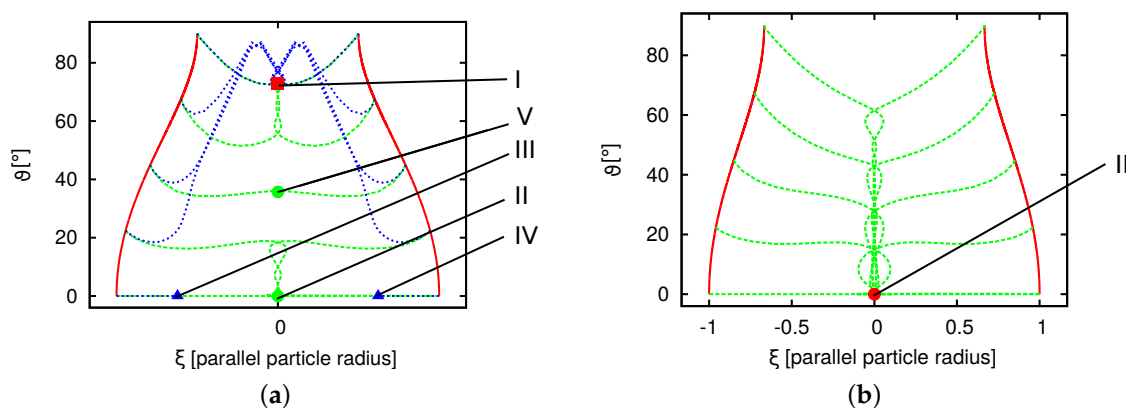 80
60
40
20
0
ϑ[°]
0
ξ [parallel particle radius]
(a)
I
V
III
II
IV
80
60
40
20
0
ϑ[°]
-1
-0.5
0
0.5
1
ξ [parallel particle radius]
(b)
II